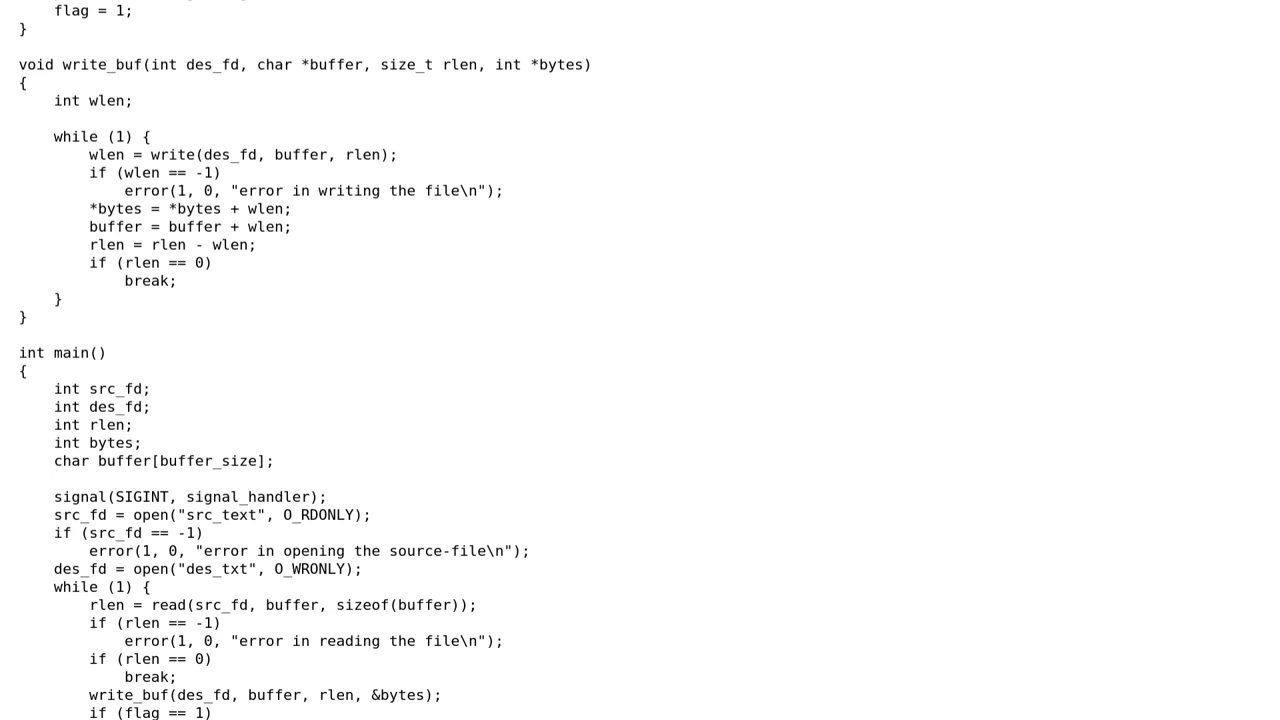 flag = 1;
}

void write_buf(int des_fd, char *buffer, size_t rlen, int *bytes)
{
    int wlen;

    while (1) {
        wlen = write(des_fd, buffer, rlen);
        if (wlen == -1)
            error(1, 0, "error in writing the file\n");
        *bytes = *bytes + wlen;
        buffer = buffer + wlen;
        rlen = rlen - wlen;
        if (rlen == 0)
            break;
    }
}

int main()
{
    int src_fd;
    int des_fd;
    int rlen;
    int bytes;
    char buffer[buffer_size];

    signal(SIGINT, signal_handler);
    src_fd = open("src_text", O_RDONLY);
    if (src_fd == -1)
        error(1, 0, "error in opening the source-file\n");
    des_fd = open("des_txt", O_WRONLY);
    while (1) {
        rlen = read(src_fd, buffer, sizeof(buffer));
        if (rlen == -1)
            error(1, 0, "error in reading the file\n");
        if (rlen == 0)
            break;
        write_buf(des_fd, buffer, rlen, &bytes);
        if (flag == 1)